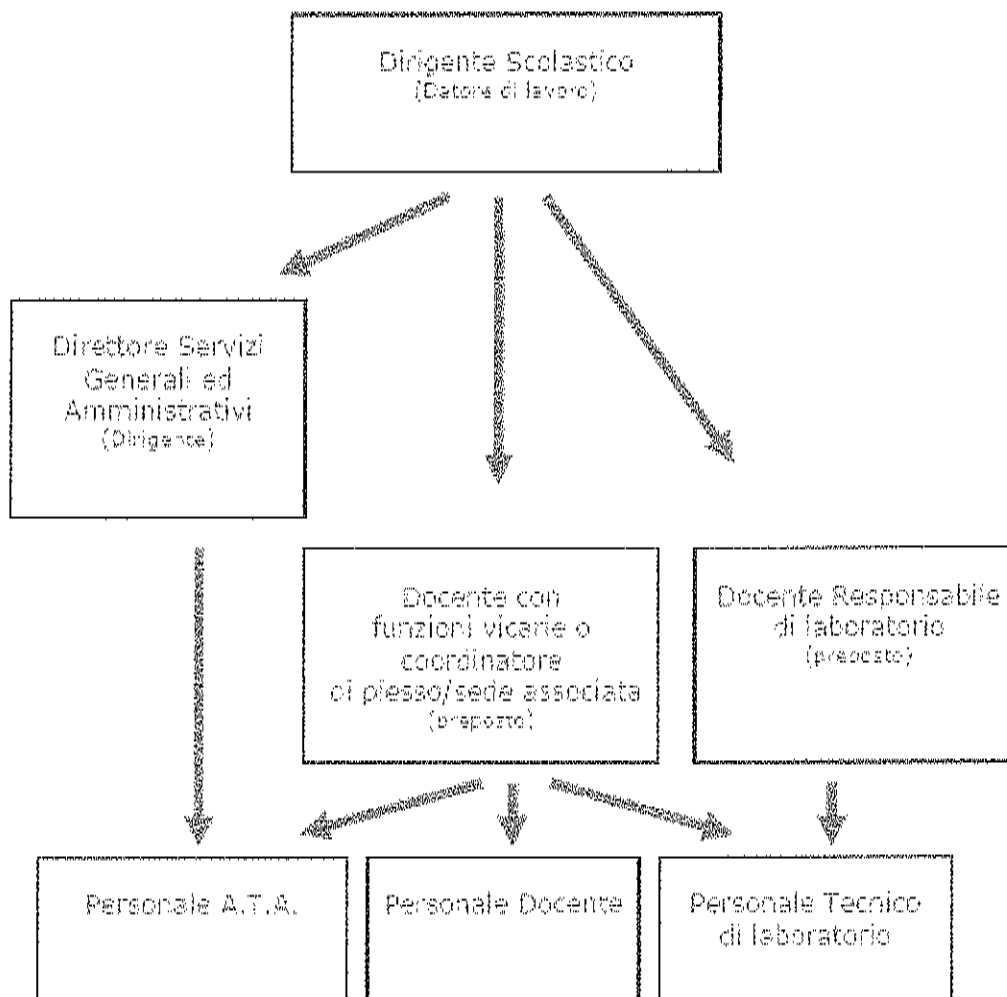 Dirigente Scolastico
(Datore di lavoro)
Direttore Servizi
Generali ed
Amministrativi
(Dirigente)
Docente con
funzioni vicarie o
coordinatore
di plesso/sede associata
(preposto)
Docente Responsabile
di laboratorio
(preposto)
Personale A.T.A.
Personale Docente
Personale Tecnico
di laboratorio